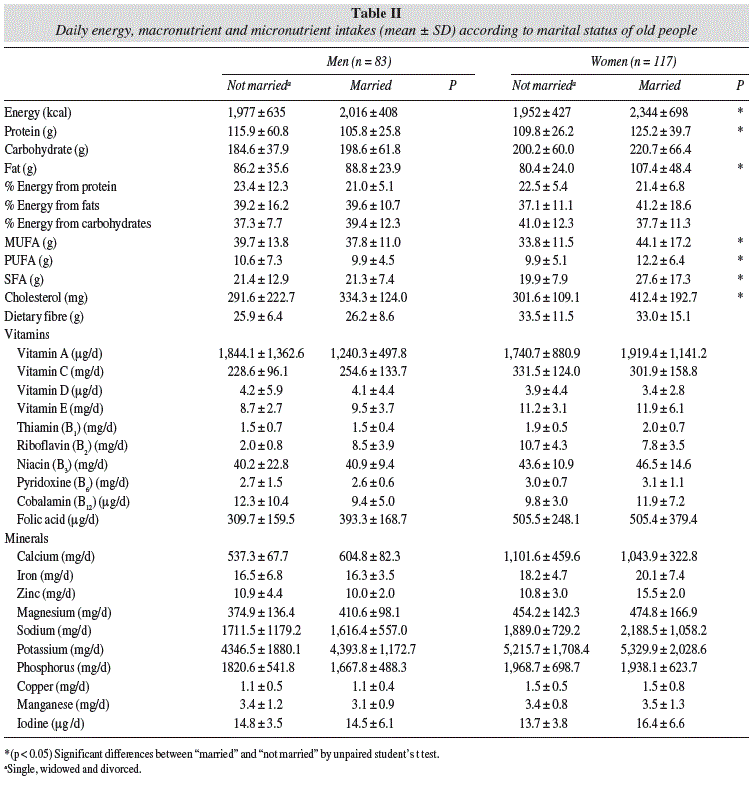 Table II
Daily energy, macronutrient and micronutrient intakes (mean ± SD) according to marital status of old people
Men (n = 83) Women (n = 117)
Not marriedª Married P Not marriedª Married P
Energy (kcal) 1,977 ± 635 2,016 ± 408 1,952 ± 427 2,344 ± 698 *
Protein (g) 115.9 ± 60.8 105.8 ± 25.8 109.8 ± 26.2 125.2 ± 39.7 *
Carbohydrate (g) 184.6 ± 37.9 198.6 ± 61.8 200.2 ± 60.0 220.7 ± 66.4
Fat (g) 86.2 ± 35.6 88.8 ± 23.9 80.4 ± 24.0 107.4 ± 48.4 *
% Energy from protein 23.4 ± 12.3 21.0 ± 5.1 22.5 ± 5.4 21.4 ± 6.8
% Energy from fats 39.2 ± 16.2 39.6 ± 10.7 37.1 ± 11.1 41.2 ± 18.6
% Energy from carbohydrates 37.3 ± 7.7 39.4 ± 12.3 41.0 ± 12.3 37.7 ± 11.3
MUFA (g) 39.7 ± 13.8 37.8 ± 11.0 33.8 ± 11.5 44.1 ± 17.2 *
PUFA (g) 10.6 ± 7.3 9.9 ± 4.5 9.9 ± 5.1 12.2 ± 6.4 *
SFA (g) 21.4 ± 12.9 21.3 ± 7.4 19.9 ± 7.9 27.6 ± 17.3 *
Cholesterol (mg) 291.6 ± 222.7 334.3 ± 124.0 301.6 ± 109.1 412.4 ± 192.7 *
Dietary fibre (g) 25.9 ± 6.4 26.2 ± 8.6 33.5 ± 11.5 33.0 ± 15.1
Vitamins
Vitamin A (µg/d) 1,844.1 ± 1,362.6 1,240.3 ± 497.8 1,740.7 ± 880.9 1,919.4 ± 1,141.2
Vitamin C (mg/d) 228.6 ± 96.1 254.6 ± 133.7 331.5 ± 124.0 301.9 ± 158.8
Vitamin D (µg/d) 4.2 ± 5.9 4.1 ± 4.4 3.9 ± 4.4 3.4 ± 2.8
Vitamin E (mg/d) 8.7 ± 2.7 9.5 ± 3.7 11.2 ± 3.1 11.9 ± 6.1
Thiamin (B₁) (mg/d) 1.5 ± 0.7 1.5 ± 0.4 1.9 ± 0.5 2.0 ± 0.7
Riboflavin (B₂) (mg/d) 2.0 ± 0.8 8.5 ± 3.9 10.7 ± 4.3 7.8 ± 3.5
Niacin (B₃) (mg/d) 40.2 ± 22.8 40.9 ± 9.4 43.6 ± 10.9 46.5 ± 14.6
Pyridoxine (B₆) (mg/d) 2.7 ± 1.5 2.6 ± 0.6 3.0 ± 0.7 3.1 ± 1.1
Cobalamin (B₁₂) (µg/d) 12.3 ± 10.4 9.4 ± 5.0 9.8 ± 3.0 11.9 ± 7.2
Folic acid (µg/d) 309.7 ± 159.5 393.3 ± 168.7 505.5 ± 248.1 505.4 ± 379.4
Minerals
Calcium (mg/d) 537.3 ± 67.7 604.8 ± 82.3 1,101.6 ± 459.6 1,043.9 ± 322.8
Iron (mg/d) 16.5 ± 6.8 16.3 ± 3.5 18.2 ± 4.7 20.1 ± 7.4
Zinc (mg/d) 10.9 ± 4.4 10.0 ± 2.0 10.8 ± 3.0 15.5 ± 2.0
Magnesium (mg/d) 374.9 ± 136.4 410.6 ± 98.1 454.2 ± 142.3 474.8 ± 166.9
Sodium (mg/d) 1711.5 ± 1179.2 1,616.4 ± 557.0 1,889.0 ± 729.2 2,188.5 ± 1,058.2
Potassium (mg/d) 4346.5 ± 1880.1 4,393.8 ± 1,172.7 5,215.7 ± 1,708.4 5,329.9 ± 2,028.6
Phosphorus (mg/d) 1820.6 ± 541.8 1,667.8 ± 488.3 1,968.7 ± 698.7 1,938.1 ± 623.7
Copper (mg/d) 1.1 ± 0.5 1.1 ± 0.4 1.5 ± 0.5 1.5 ± 0.8
Manganese (mg/d) 3.4 ± 1.2 3.1 ± 0.9 3.4 ± 0.8 3.5 ± 1.3
Iodine (µg /d) 14.8 ± 3.5 14.5 ± 6.1 13.7 ± 3.8 16.4 ± 6.6
*(p < 0.05) Significant differences between "married" and "not married" by unpaired student's t test.
ªSingle, widowed and divorced.